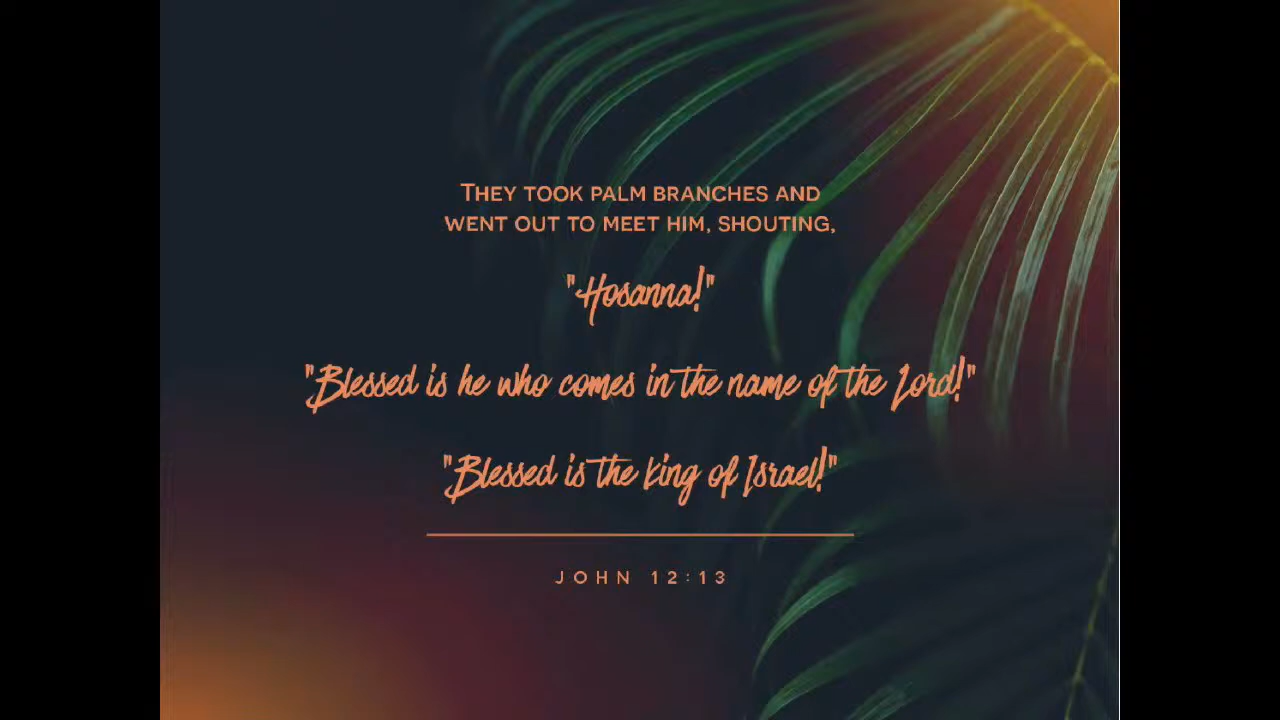 They took palm branches and
went out to meet him, shouting,
"Hosanna!"
"Blessed is he who comes in the name of the Lord!"
"Blessed is the king of Israel!"
JOHN 12:13